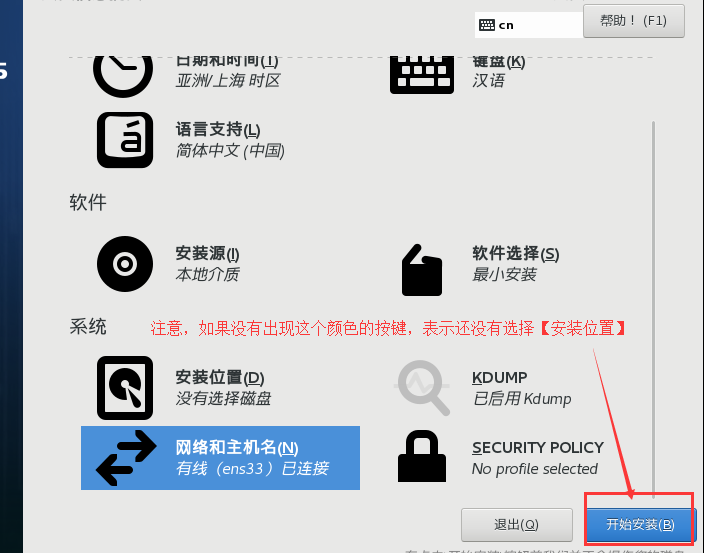 cn
帮助！ (F1)
日期和时间(T)
亚洲/上海 时区
键盘(K)
汉语
语言支持(L)
简体中文 (中国)
软件
安装源(I)
本地介质
软件选择(S)
最小安装
系统
注意，如果没有出现这个颜色的按键，表示还没有选择【安装位置】
安装位置(D)
没有选择磁盘
KDUMP
已启用 Kdump
网络和主机名(N)
有线（ens33）已连接
SECURITY POLICY
No profile selected
退出(Q)
开始安装(B)